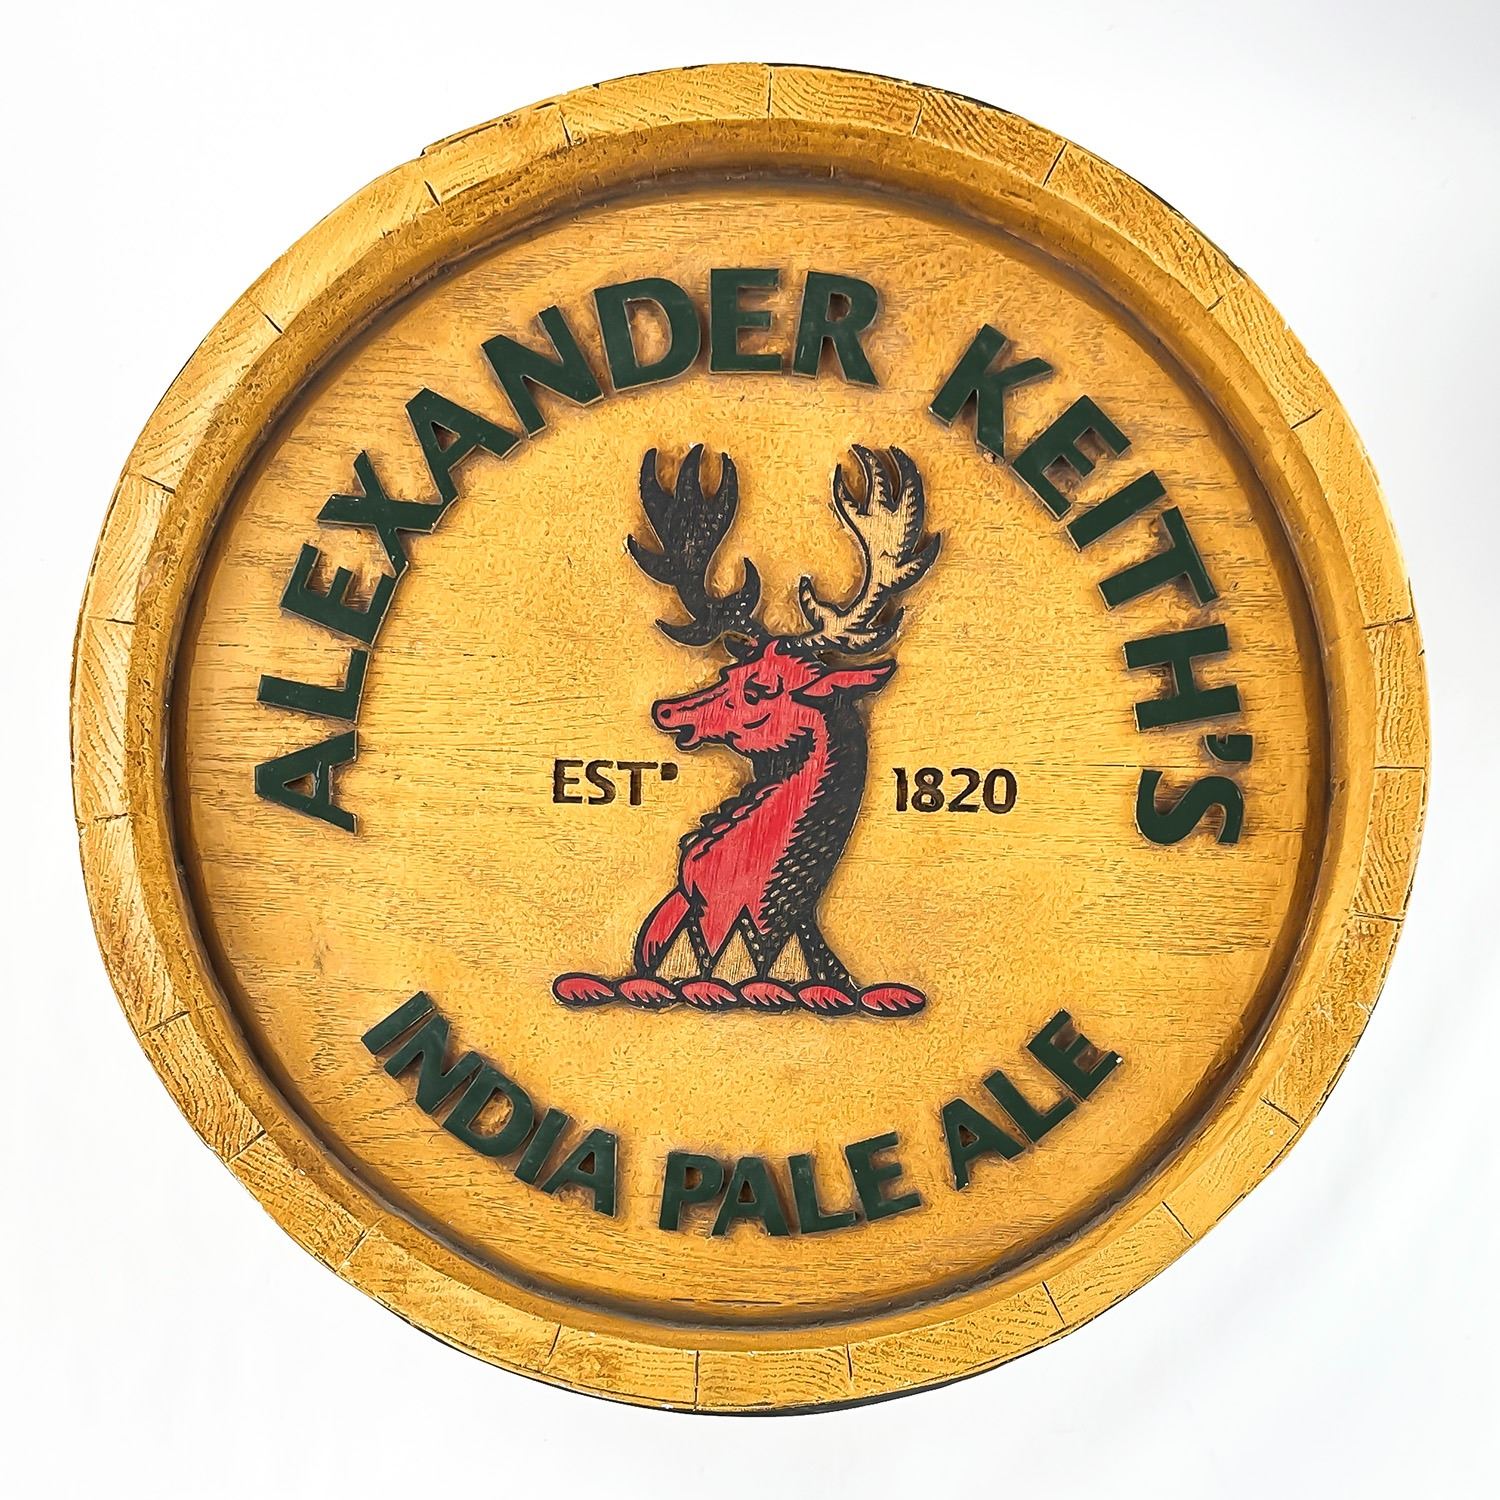 ALEXANDER KEITH'S
EST' 1820
INDIA PALE ALE